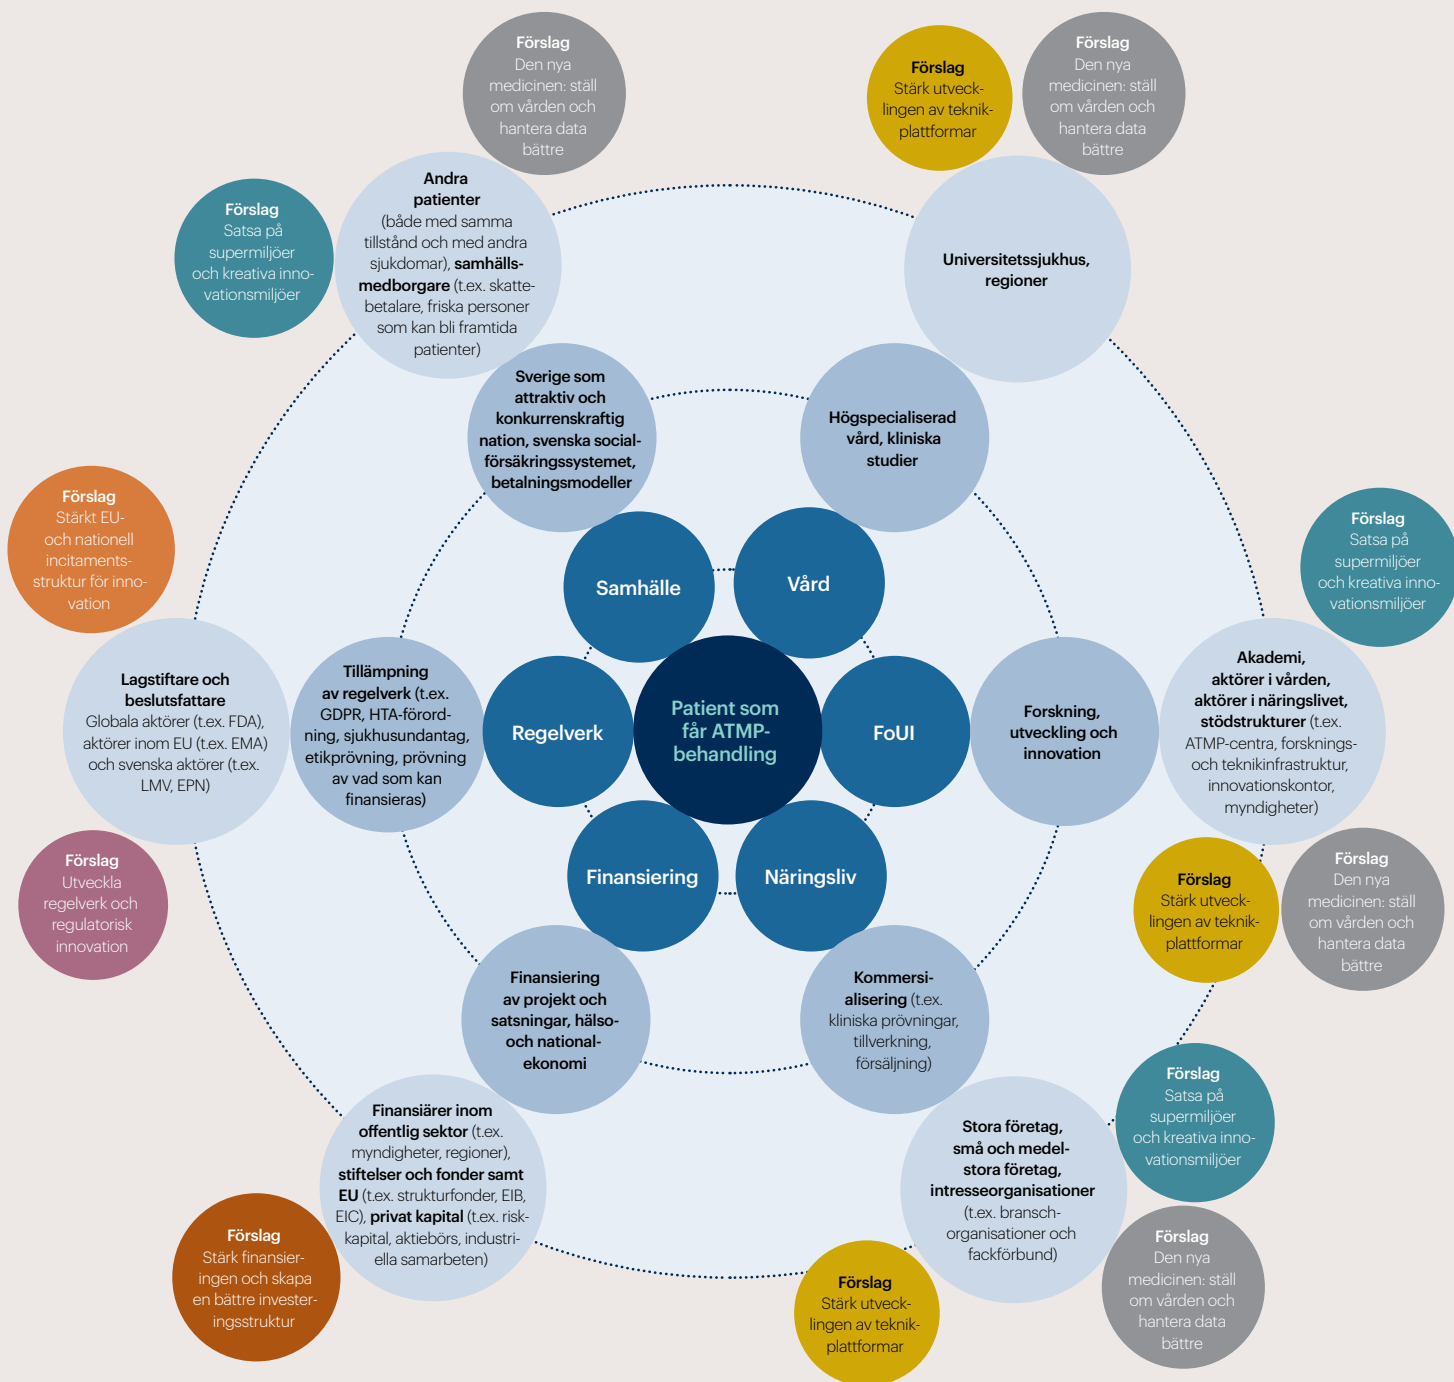 Förslag
Den nya
medicinen: ställ
om vården och
hantera data
bättre
Förslag
Stärk utveck-
lingen av teknik-
plattformar
Förslag
Den nya
medicinen: ställ
om vården och
hantera data
bättre
Förslag
Satsa på
supermiljöer
och kreativa inno-
vationsmiljöer
Andra
patienter
(både med samma
tillstånd och med andra
sjukdomar), samhälls-
medborgare (t.ex. skatte-
betalare, friska personer
som kan bli framtida
patienter)
Universitetssjukhus,
regioner
Sverige som
attraktiv och
konkurrenskraftig
nation, svenska social-
försäkringssystemet,
betalningsmodeller
Högspecialiserad
vård, kliniska
studier
Förslag
Stärkt EU-
och nationell
incitaments-
struktur för inno-
vation
Förslag
Satsa på
supermiljöer
och kreativa inno-
vationsmiljöer
Samhälle
Vård
Lagstiftare och
beslutsfattare
Globala aktörer (t.ex. FDA),
aktörer inom EU (t.ex. EMA)
och svenska aktörer (t.ex.
LMV, EPN)
Tillämpning
av regelverk (t.ex.
GDPR, HTA-förord-
ning, sjukhusundantag,
etikprövning, prövning
av vad som kan
finansieras)
Regelverk
Patient som
får ATMP-
behandling
FoUI
Forskning,
utveckling och
innovation
Akademi,
aktörer i vården,
aktörer i näringslivet,
stödstrukturer (t.ex.
ATMP-centra, forsknings-
och teknikinfrastruktur,
innovationskontor,
myndigheter)
Förslag
Utveckla
regelverk och
regulatorisk
innovation
Finansiering
Näringsliv
Förslag
Stärk utveck-
lingen av teknik-
plattformar
Förslag
Den nya
medicinen: ställ
om vården och
hantera data
bättre
Finansiering
av projekt och
satsningar, hälso-
och national-
ekonomi
Kommersi-
alisering (t.ex.
kliniska prövningar,
tillverkning,
försäljning)
Förslag
Satsa på
supermiljöer
och kreativa inno-
vationsmiljöer
Finansiärer inom
offentlig sektor (t.ex.
myndigheter, regioner),
stiftelser och fonder samt
EU (t.ex. strukturfonder, EIB,
EIC), privat kapital (t.ex. risk-
kapital, aktiebörs, industri-
ella samarbeten)
Stora företag,
små och medel-
stora företag,
intresseorganisationer
(t.ex. bransch-
organisationer och
fackförbund)
Förslag
Stärk finansier-
ingen och skapa
en bättre invester-
ingsstruktur
Förslag
Stärk utveck-
lingen av teknik-
plattformar
Förslag
Den nya
medicinen: ställ
om vården och
hantera data
bättre